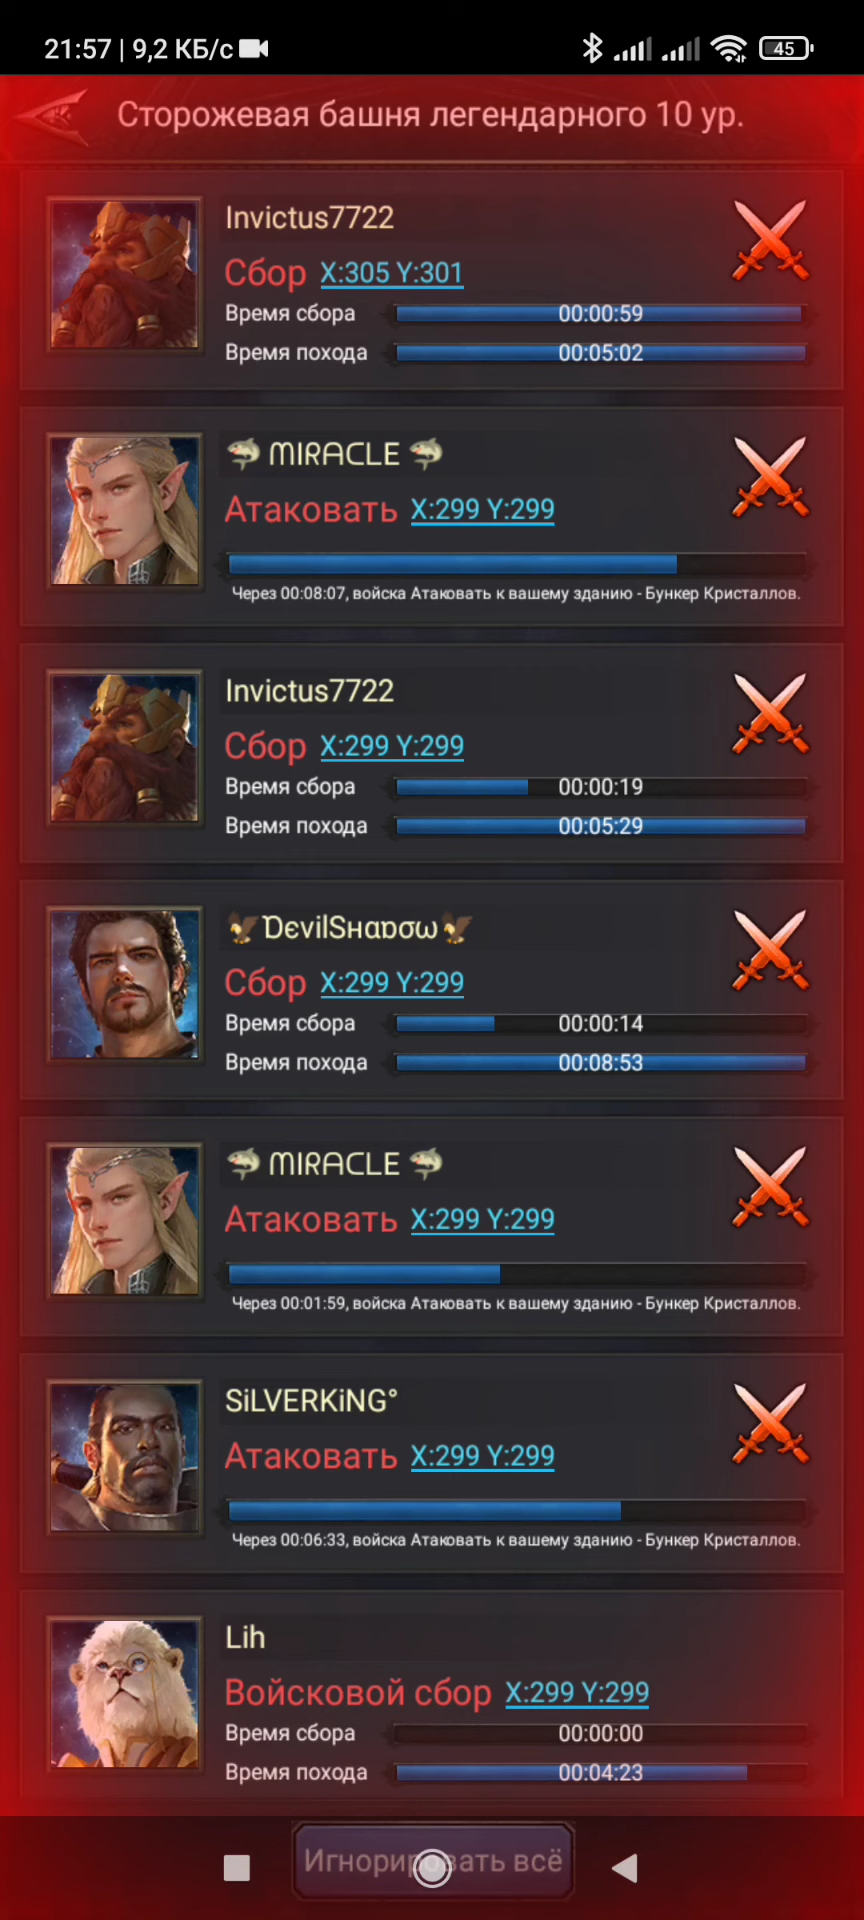 21:57 | 9,2 КБ/с
45
Сторожевая башня легендарного 10 ур.
Invictus7722
Сбор X:305 Y:301
Время сбора 00:00:59
Время похода 00:05:02
MIRACLE
Атаковать X:299 Y:299
Через 00:08:07, войска Атаковать к вашему зданию - Бункер Кристаллов.
Invictus7722
Сбор X:299 Y:299
Время сбора 00:00:19
Время похода 00:05:29
ƊєvilSнαɒσω
Сбор X:299 Y:299
Время сбора 00:00:14
Время похода 00:08:53
MIRACLE
Атаковать X:299 Y:299
Через 00:01:59, войска Атаковать к вашему зданию - Бункер Кристаллов.
SiLVERKiNG°
Атаковать X:299 Y:299
Через 00:06:33, войска Атаковать к вашему зданию - Бункер Кристаллов.
Lih
Войсковой сбор X:299 Y:299
Время сбора 00:00:00
Время похода 00:04:23
Игнорировать всё